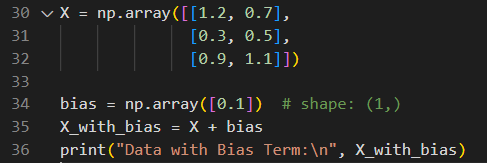 30 X = np.array([[1.2, 0.7],
31 [0.3, 0.5],
32 [0.9, 1.1]])
33
34 bias = np.array([0.1])  # shape: (1,)
35 X_with_bias = X + bias
36 print("Data with Bias Term:\n", X_with_bias)